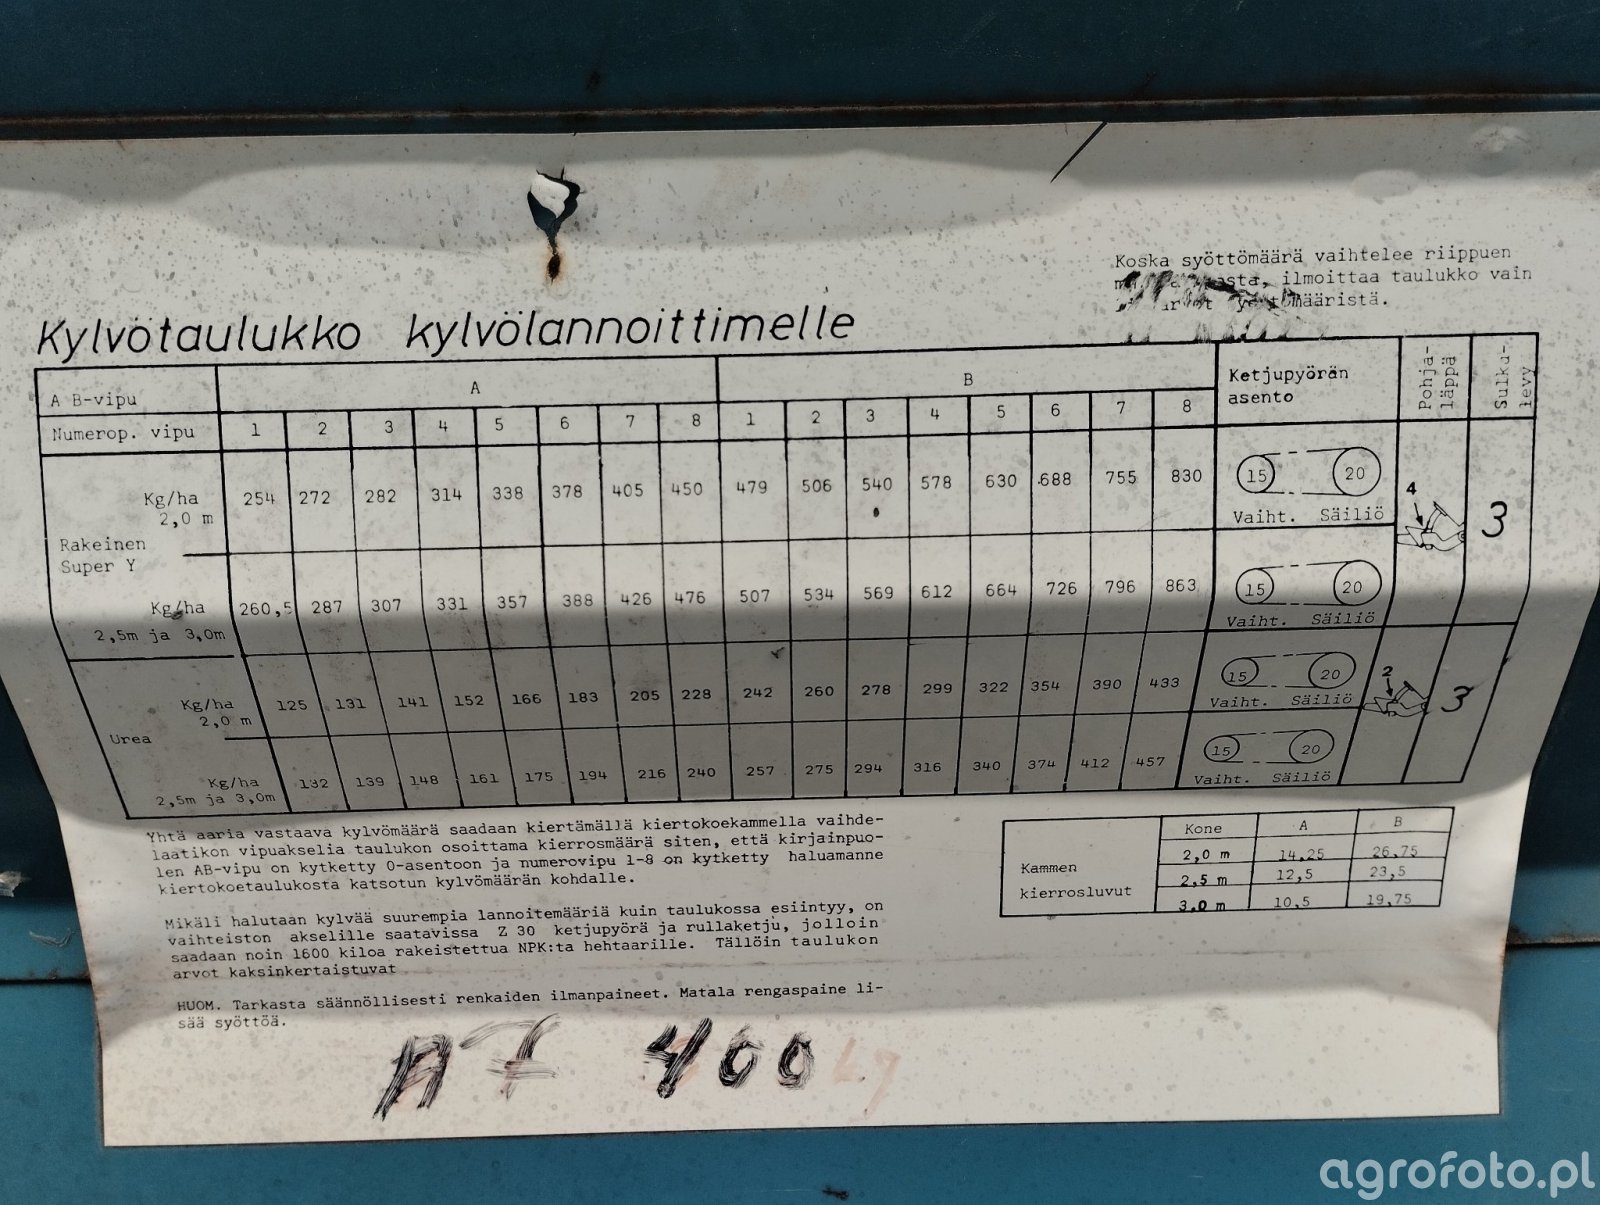 Koska syöttömäärä vaihtelee riippuen
ilmoittaa taulukko vain
Kylvötaulukko kylvölannoittimelle
A B-vipu A B Ketjupyörän asento Pohja-läppä Sulku-levy
Numerop. vipu 1 2 3 4 5 6 7 8 1 2 3 4 5 6 7 8
Rakeinen Super Y
Kg/ha 2,0 m 254 272 282 314 338 378 405 450 479 506 540 578 630 688 755 830 15 20 Vaiht. Säiliö 4 3
Kg/ha 2,5m ja 3,0m 260,5 287 307 331 357 388 426 476 507 534 569 612 664 726 796 863 15 20 Vaiht. Säiliö
Urea
Kg/ha 2,0 m 125 131 141 152 166 183 205 228 242 260 278 299 322 354 390 433 15 20 Vaiht. Säiliö 2 3
Kg/ha 2,5m ja 3,0m 132 139 148 161 175 194 216 240 257 275 294 316 340 374 412 457 15 20 Vaiht. Säiliö
Yhtä aaria vastaava kylvömäärä saadaan kiertämällä kiertokoekammella vaihde-
laatikon vipuakselia taulukon osoittama kierrosmäärä siten, että kirjainpuo-
len AB-vipu on kytketty 0-asentoon ja numerovipu 1-8 on kytketty haluamanne
kiertokoetaulukosta katsotun kylvömäärän kohdalle.
Mikäli halutaan kylvää suurempia lannoitemääriä kuin taulukossa esiintyy, on
vaihteiston akselille saatavissa Z 30 ketjupyörä ja rullaketju, jolloin
saadaan noin 1600 kiloa rakeistettua NPK:ta hehtaarille. Tällöin taulukon
arvot kaksinkertaistuvat
HUOM. Tarkasta säännöllisesti renkaiden ilmanpaineet. Matala rengaspaine li-
sää syöttöä.
Kammen kierrosluvut
Kone A B
2,0 m 14,25 26,75
2,5 m 12,5 23,5
3,0 m 10,5 19,75
A7 400
agrofoto.pl